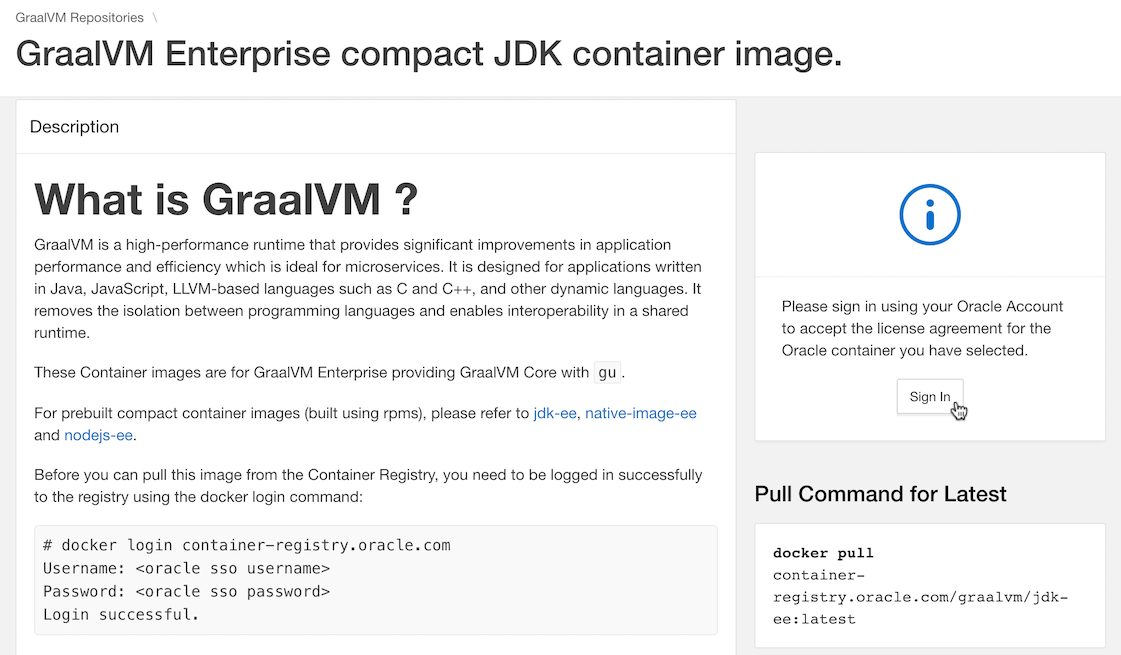 GraalVM Repositories \
GraalVM Enterprise compact JDK container image.
Description
What is GraalVM ?
GraalVM is a high-performance runtime that provides significant improvements in application
performance and efficiency which is ideal for microservices. It is designed for applications written
in Java, JavaScript, LLVM-based languages such as C and C++, and other dynamic languages. It
removes the isolation between programming languages and enables interoperability in a shared
runtime.
These Container images are for GraalVM Enterprise providing GraalVM Core with gu.
For prebuilt compact container images (built using rpms), please refer to jdk-ee, native-image-ee
and nodejs-ee.
Before you can pull this image from the Container Registry, you need to be logged in successfully
to the registry using the docker login command:
# docker login container-registry.oracle.com
Username: <oracle sso username>
Password: <oracle sso password>
Login successful.
Please sign in using your Oracle Account
to accept the license agreement for the
Oracle container you have selected.
Sign In
Pull Command for Latest
docker pull
container-
registry.oracle.com/graalvm/jdk-
ee:latest